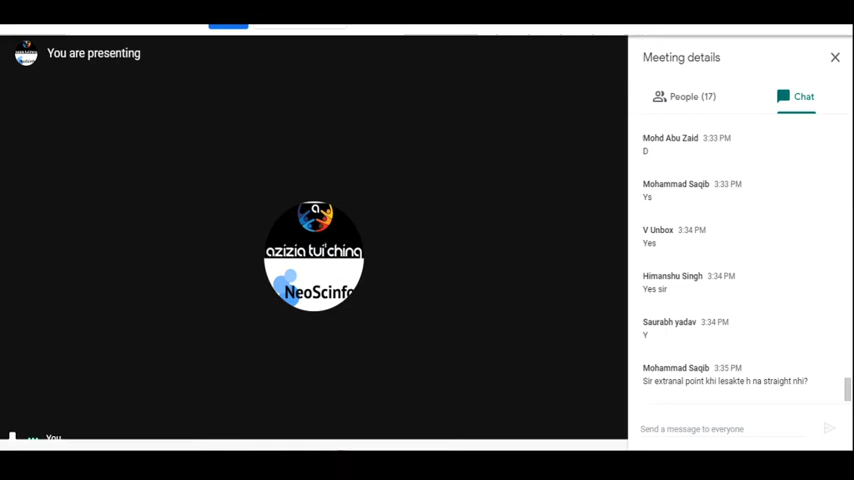 You are presenting
a
azizia tui'ching
NeoScinfo
You
Meeting details
People (17)
Chat
Mohd Abu Zaid 3:33 PM
D
Mohammad Saqib 3:33 PM
Ys
V Unbox 3:34 PM
Yes
Himanshu Singh 3:34 PM
Yes sir
Saurabh yadav 3:34 PM
Y
Mohammad Saqib 3:35 PM
Sir extranal point khi lesakte h na straight nhi?
Send a message to everyone